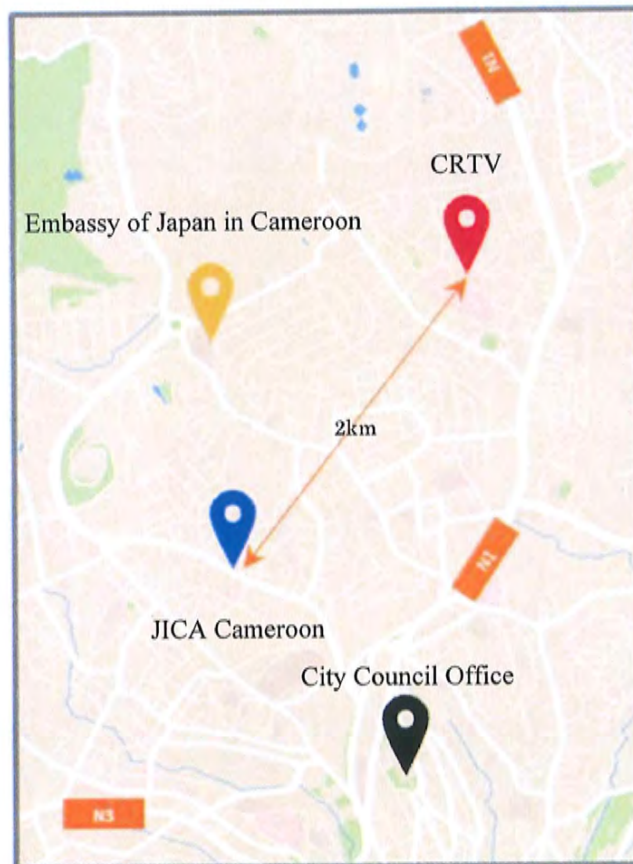 N1
CRTV
Embassy of Japan in Cameroon
2km
N1
JICA Cameroon
City Council Office
N3